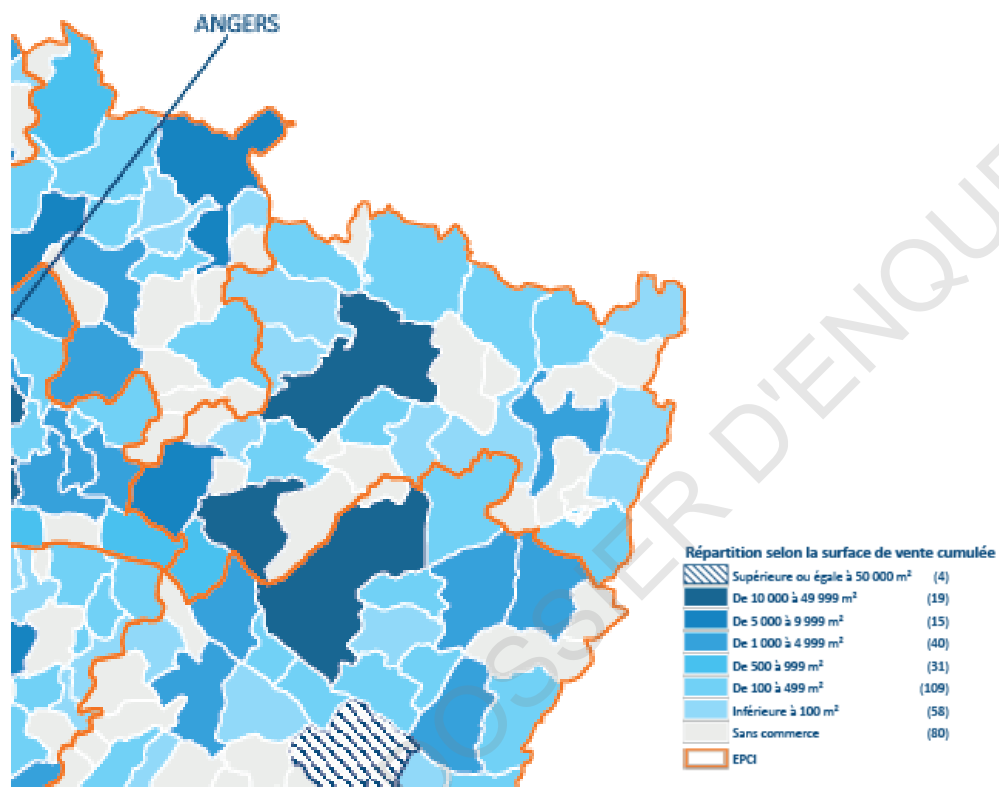 ANGERS
DOSSIER D'ENQUE
Répartition selon la surface de vente cumulée
Supérieure ou égale à 50 000 m² (4)
De 10 000 à 49 999 m² (19)
De 5 000 à 9 999 m² (15)
De 1 000 à 4 999 m² (40)
De 500 à 999 m² (31)
De 100 à 499 m² (109)
Inférieure à 100 m² (58)
Sans commerce (80)
EPCI